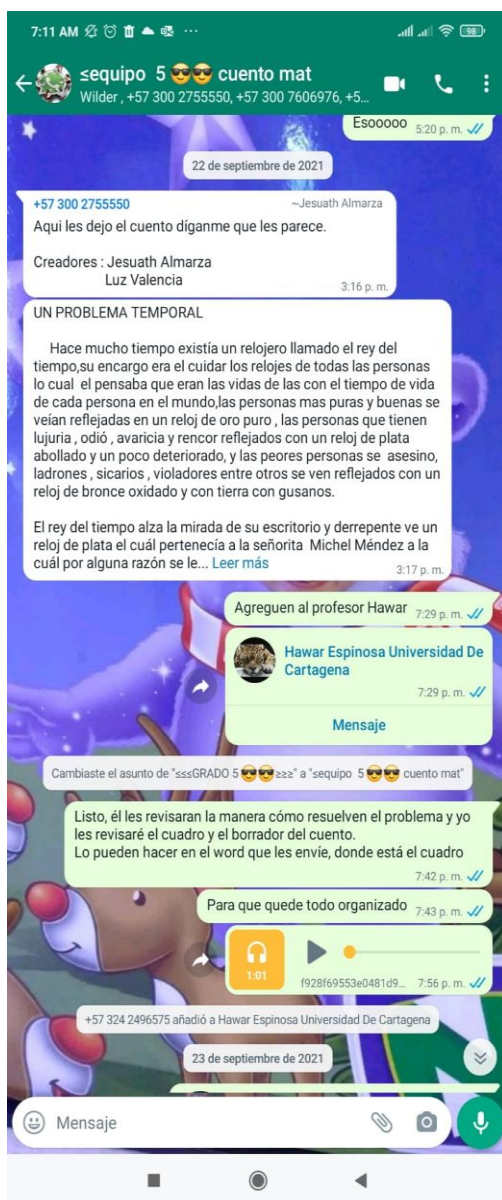 7:11 AM
98
≤equipo 5 😎😎 cuento mat
Wilder , +57 300 2755550, +57 300 7606976, +5...
Esooooo 5:20 p. m.
22 de septiembre de 2021
+57 300 2755550 ~Jesuath Almarza
Aqui les dejo el cuento díganme que les parece.
Creadores : Jesuath Almarza
Luz Valencia
3:16 p. m.
UN PROBLEMA TEMPORAL
Hace mucho tiempo existía un relojero llamado el rey del
tiempo,su encargo era el cuidar los relojes de todas las personas
lo cual el pensaba que eran las vidas de las con el tiempo de vida
de cada persona en el mundo,las personas mas puras y buenas se
veían reflejadas en un reloj de oro puro , las personas que tienen
lujuria , odió , avaricia y rencor reflejados con un reloj de plata
abollado y un poco deteriorado, y las peores personas se asesino,
ladrones , sicarios , violadores entre otros se ven reflejados con un
reloj de bronce oxidado y con tierra con gusanos.
El rey del tiempo alza la mirada de su escritorio y derrepente ve un
reloj de plata el cuál pertenecía a la señorita Michel Méndez a la
cuál por alguna razón se le... Leer más
3:17 p. m.
Agreguen al profesor Hawar 7:29 p. m.
Hawar Espinosa Universidad De
Cartagena
7:29 p. m.
Mensaje
Cambiaste el asunto de "≤≤≤GRADO 5😎😎≥≥≥" a "≤equipo 5😎😎 cuento mat"
Listo, él les revisaran la manera cómo resuelven el problema y yo
les revisaré el cuadro y el borrador del cuento.
Lo pueden hacer en el word que les envíe, donde está el cuadro
7:42 p. m.
Para que quede todo organizado 7:43 p. m.
1:01
f928f69553e0481d9... 7:56 p. m.
+57 324 2496575 añadió a Hawar Espinosa Universidad De Cartagena
23 de septiembre de 2021
Mensaje